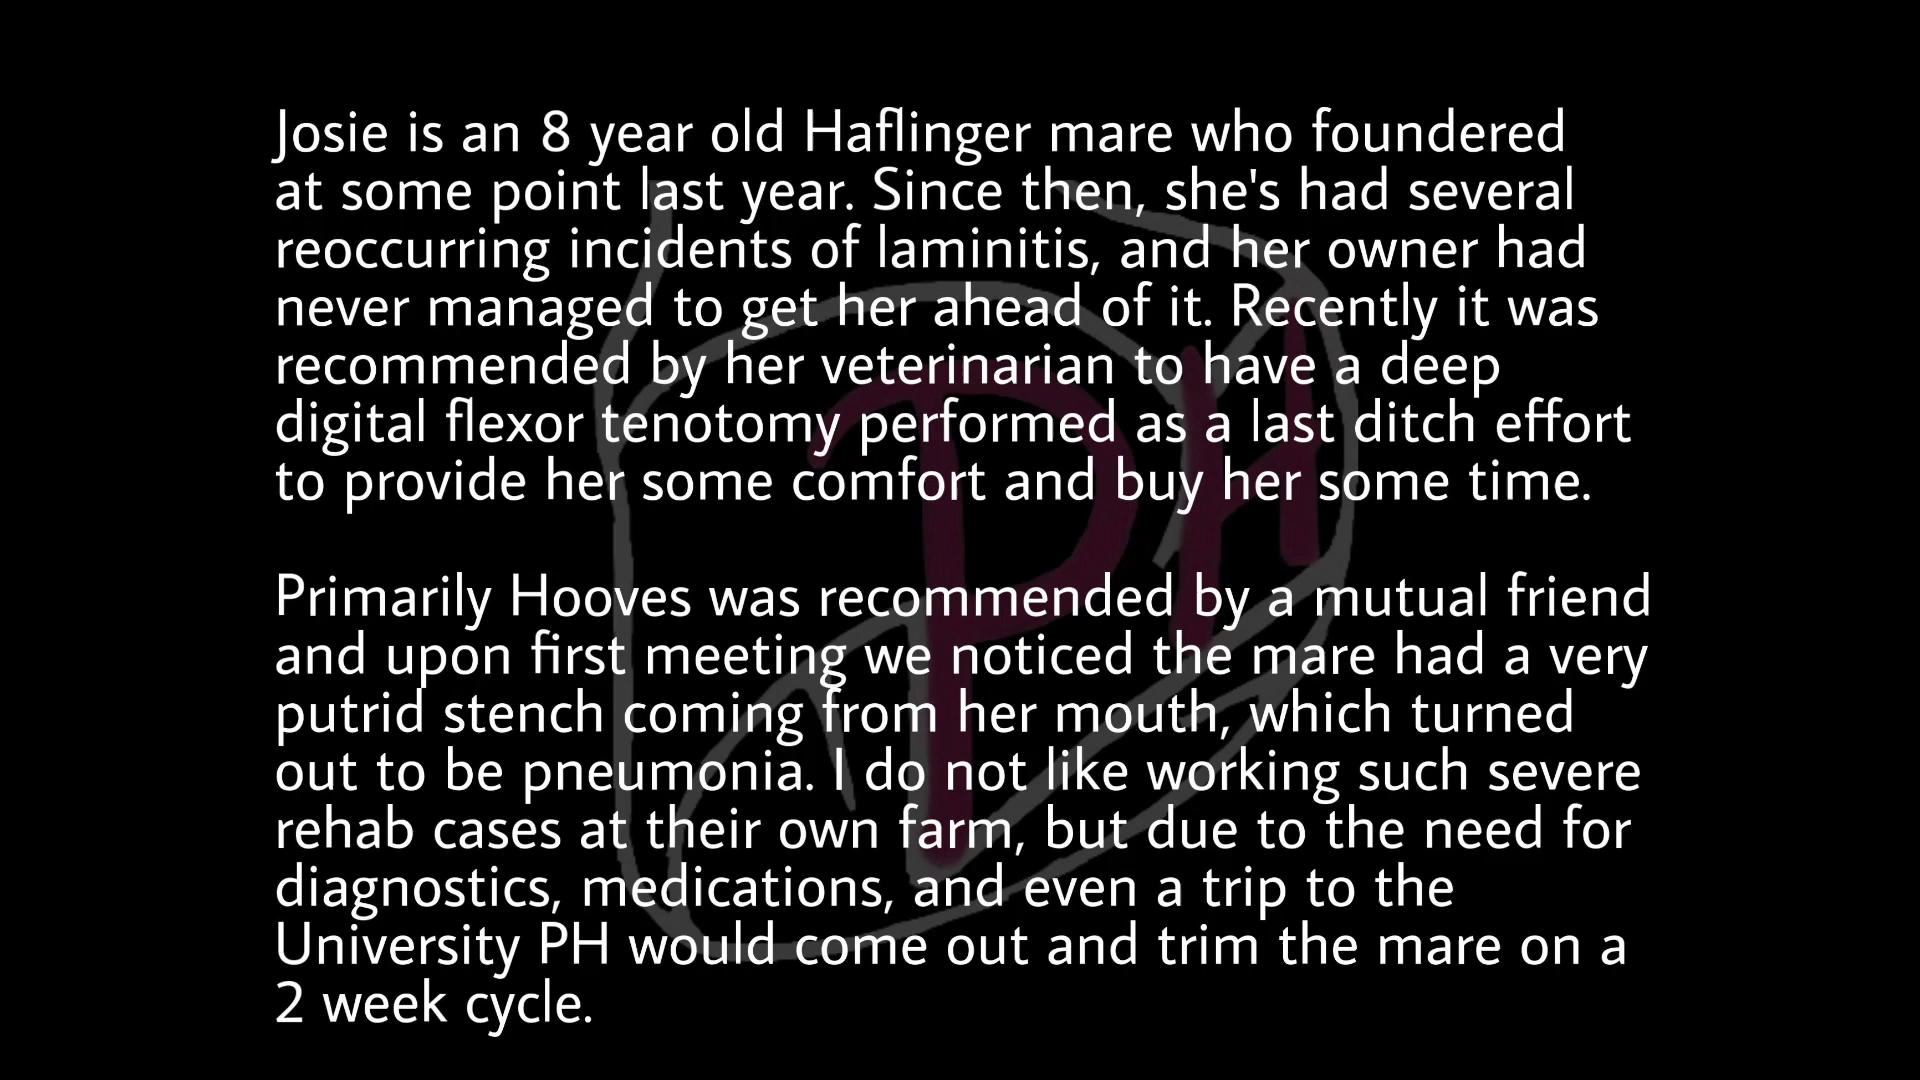 Josie is an 8 year old Haflinger mare who foundered
at some point last year. Since then, she's had several
reoccurring incidents of laminitis, and her owner had
never managed to get her ahead of it. Recently it was
recommended by her veterinarian to have a deep
digital flexor tenotomy performed as a last ditch effort
to provide her some comfort and buy her some time.
Primarily Hooves was recommended by a mutual friend
and upon first meeting we noticed the mare had a very
putrid stench coming from her mouth, which turned
out to be pneumonia. I do not like working such severe
rehab cases at their own farm, but due to the need for
diagnostics, medications, and even a trip to the
University PH would come out and trim the mare on a
2 week cycle.
PH